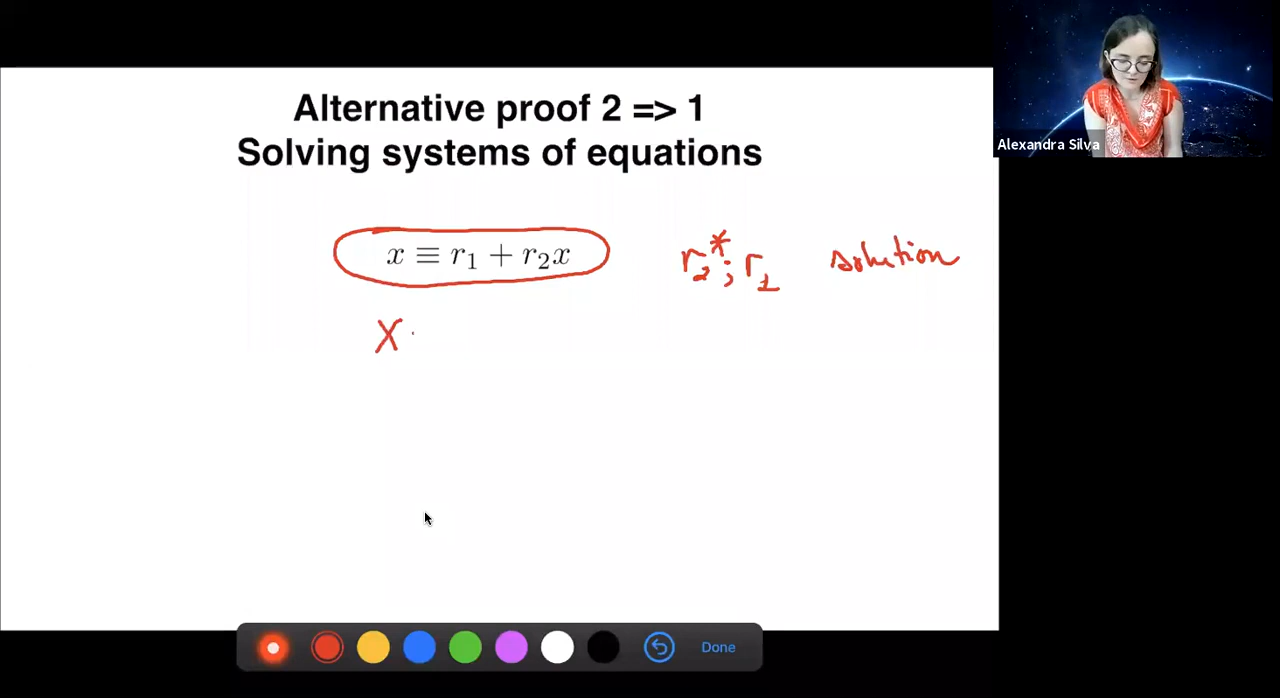 Alternative proof 2 => 1
Solving systems of equations
x ≡ r₁ + r₂x
r₂*; r₁ solution
X
Alexandra Silva
Done